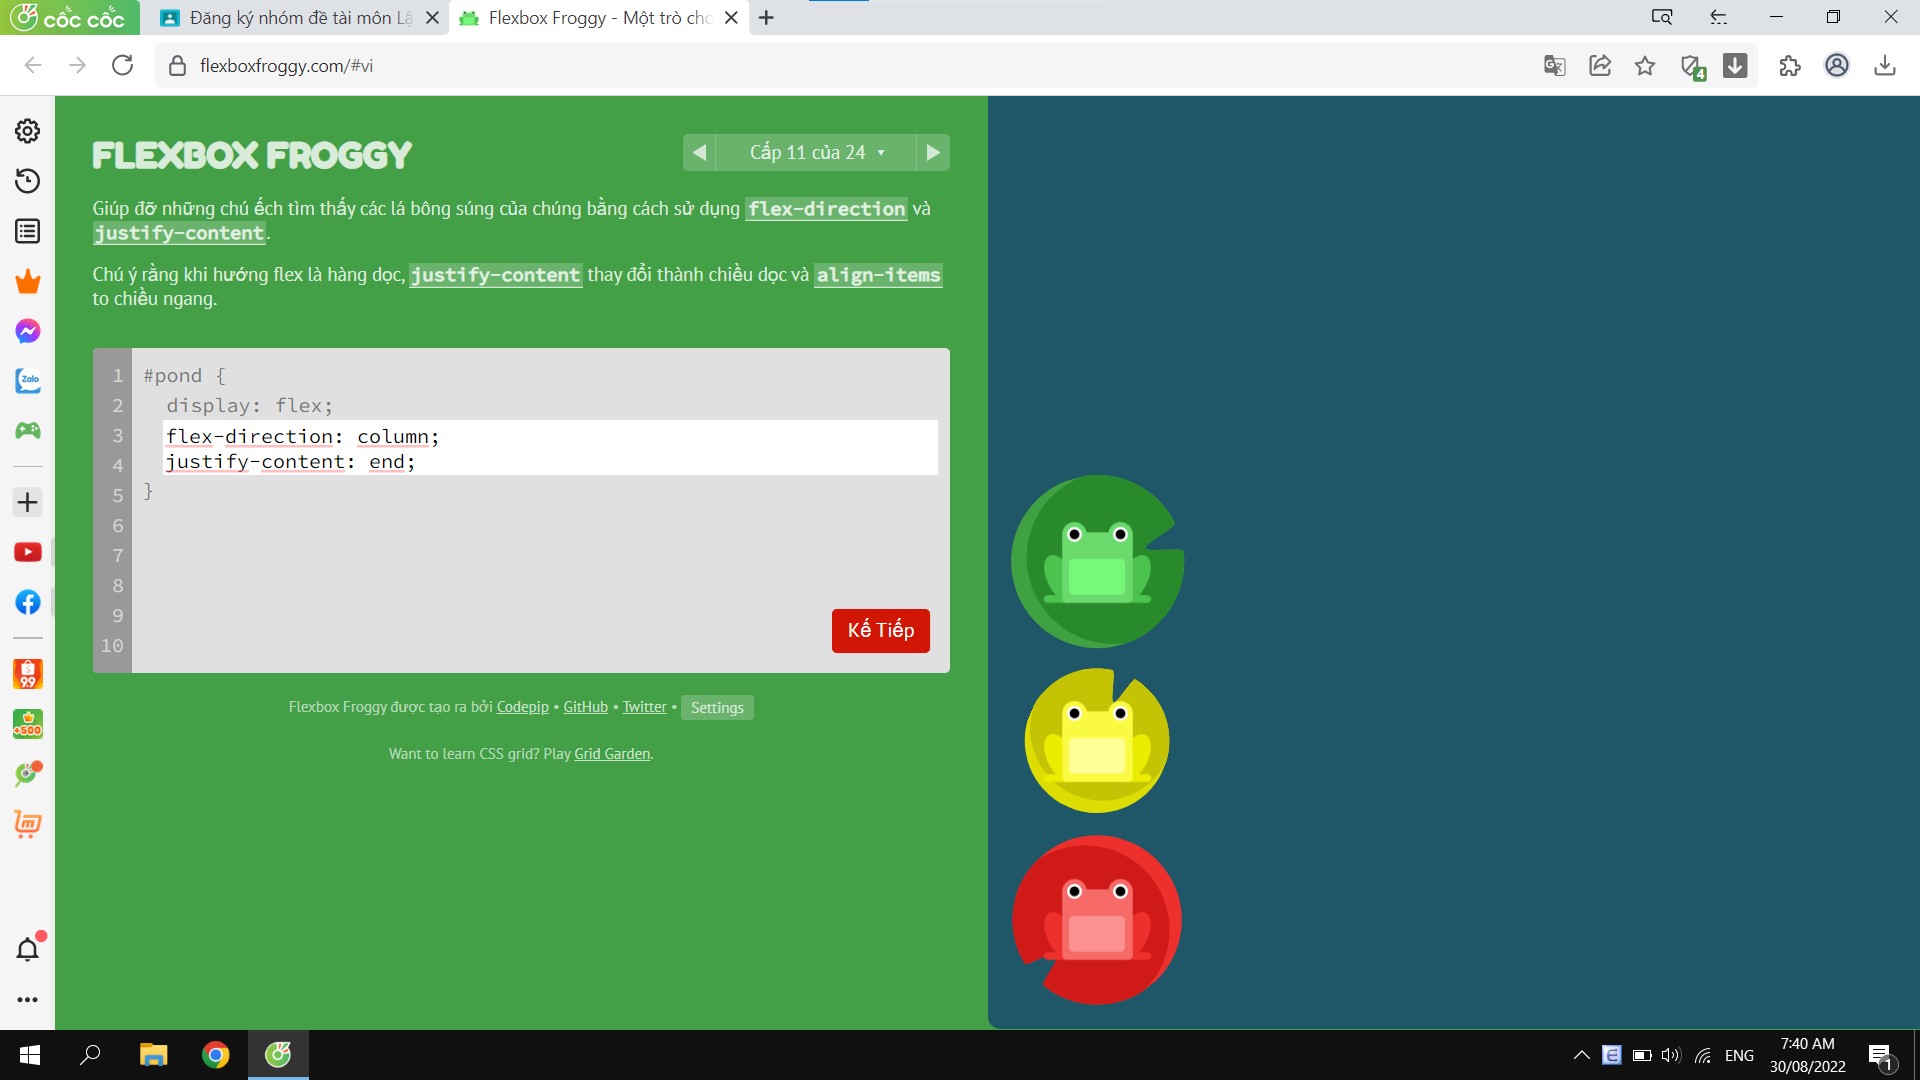 cốc cốc
Đăng ký nhóm đề tài môn Lậ
Flexbox Froggy - Một trò chơ
flexboxfroggy.com/#vi
4
FLEXBOX FROGGY
Cấp 11 của 24
Giúp đỡ những chú ếch tìm thấy các lá bông súng của chúng bằng cách sử dụng flex-direction và
justify-content.
Chú ý rằng khi hướng flex là hàng dọc, justify-content thay đổi thành chiều dọc và align-items
to chiều ngang.
1 #pond {
2 display: flex;
3 flex-direction: column;
4 justify-content: end;
5 }
6
7
8
9
10
Kế Tiếp
Flexbox Froggy được tạo ra bởi Codepip • GitHub • Twitter • Settings
Want to learn CSS grid? Play Grid Garden.
Zalo
9.9
+500
m
ENG
7:40 AM
30/08/2022
1